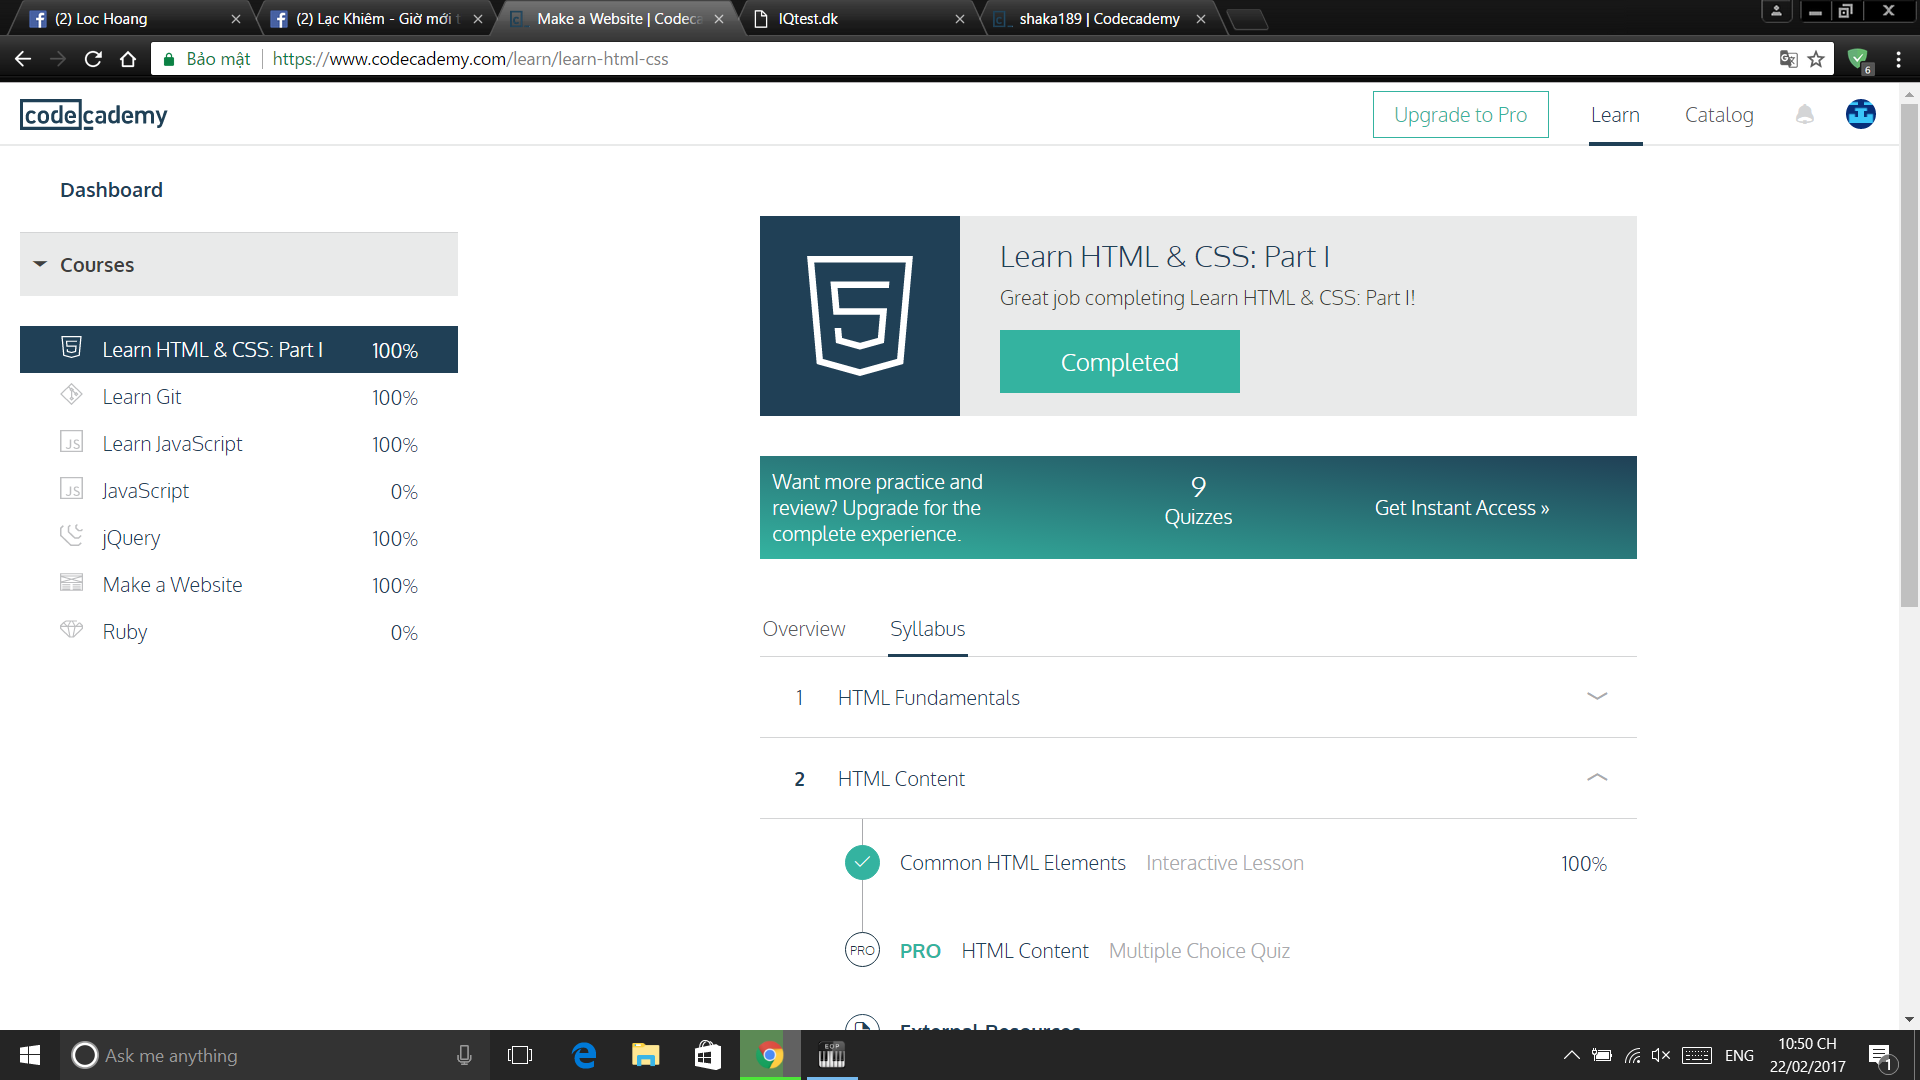 (2) Loc Hoang
(2) Lạc Khiêm - Giờ mới t
Make a Website | Codeca
IQtest.dk
shaka189 | Codecademy
Bảo mật
https://www.codecademy.com/learn/learn-html-css
6
codecademy
Upgrade to Pro
Learn
Catalog
Dashboard
Courses
Learn HTML & CSS: Part I 100%
Learn Git 100%
JS Learn JavaScript 100%
JS JavaScript 0%
jQuery 100%
Make a Website 100%
Ruby 0%
Learn HTML & CSS: Part I
Great job completing Learn HTML & CSS: Part I!
Completed
Want more practice and
review? Upgrade for the
complete experience.
9
Quizzes
Get Instant Access »
Overview Syllabus
1 HTML Fundamentals
2 HTML Content
Common HTML Elements Interactive Lesson 100%
PRO PRO HTML Content Multiple Choice Quiz
External Resources
Ask me anything
EOP
ENG
10:50 CH
22/02/2017
1